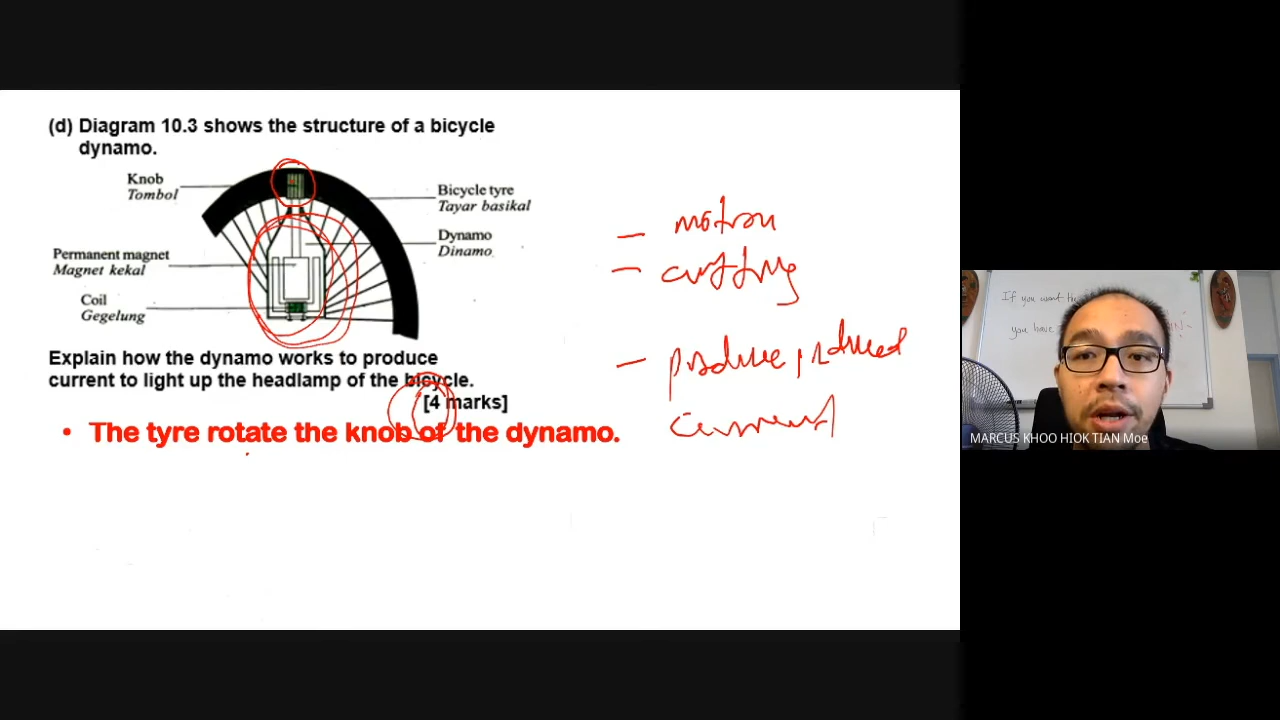 (d) Diagram 10.3 shows the structure of a bicycle
dynamo.
Knob
Tombol
Bicycle tyre
Tayar basikal
Dynamo
Dinamo
Permanent magnet
Magnet kekal
Coil
Gegelung
Explain how the dynamo works to produce
current to light up the headlamp of the bicycle.
[4 marks]
• The tyre rotate the knob of the dynamo.
- motion
- cutting
- produce induced
current
If you want
you have
MARCUS KHOO HIOK TIAN Moe